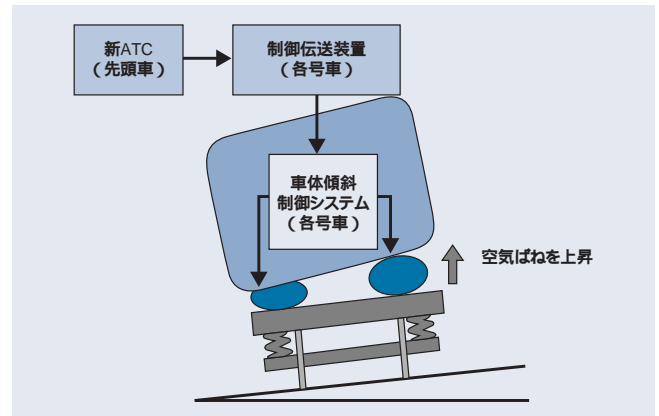 新ATC
（先頭車）
制御伝送装置
（各号車）
車体傾斜
制御システム
（各号車）
空気ばねを上昇